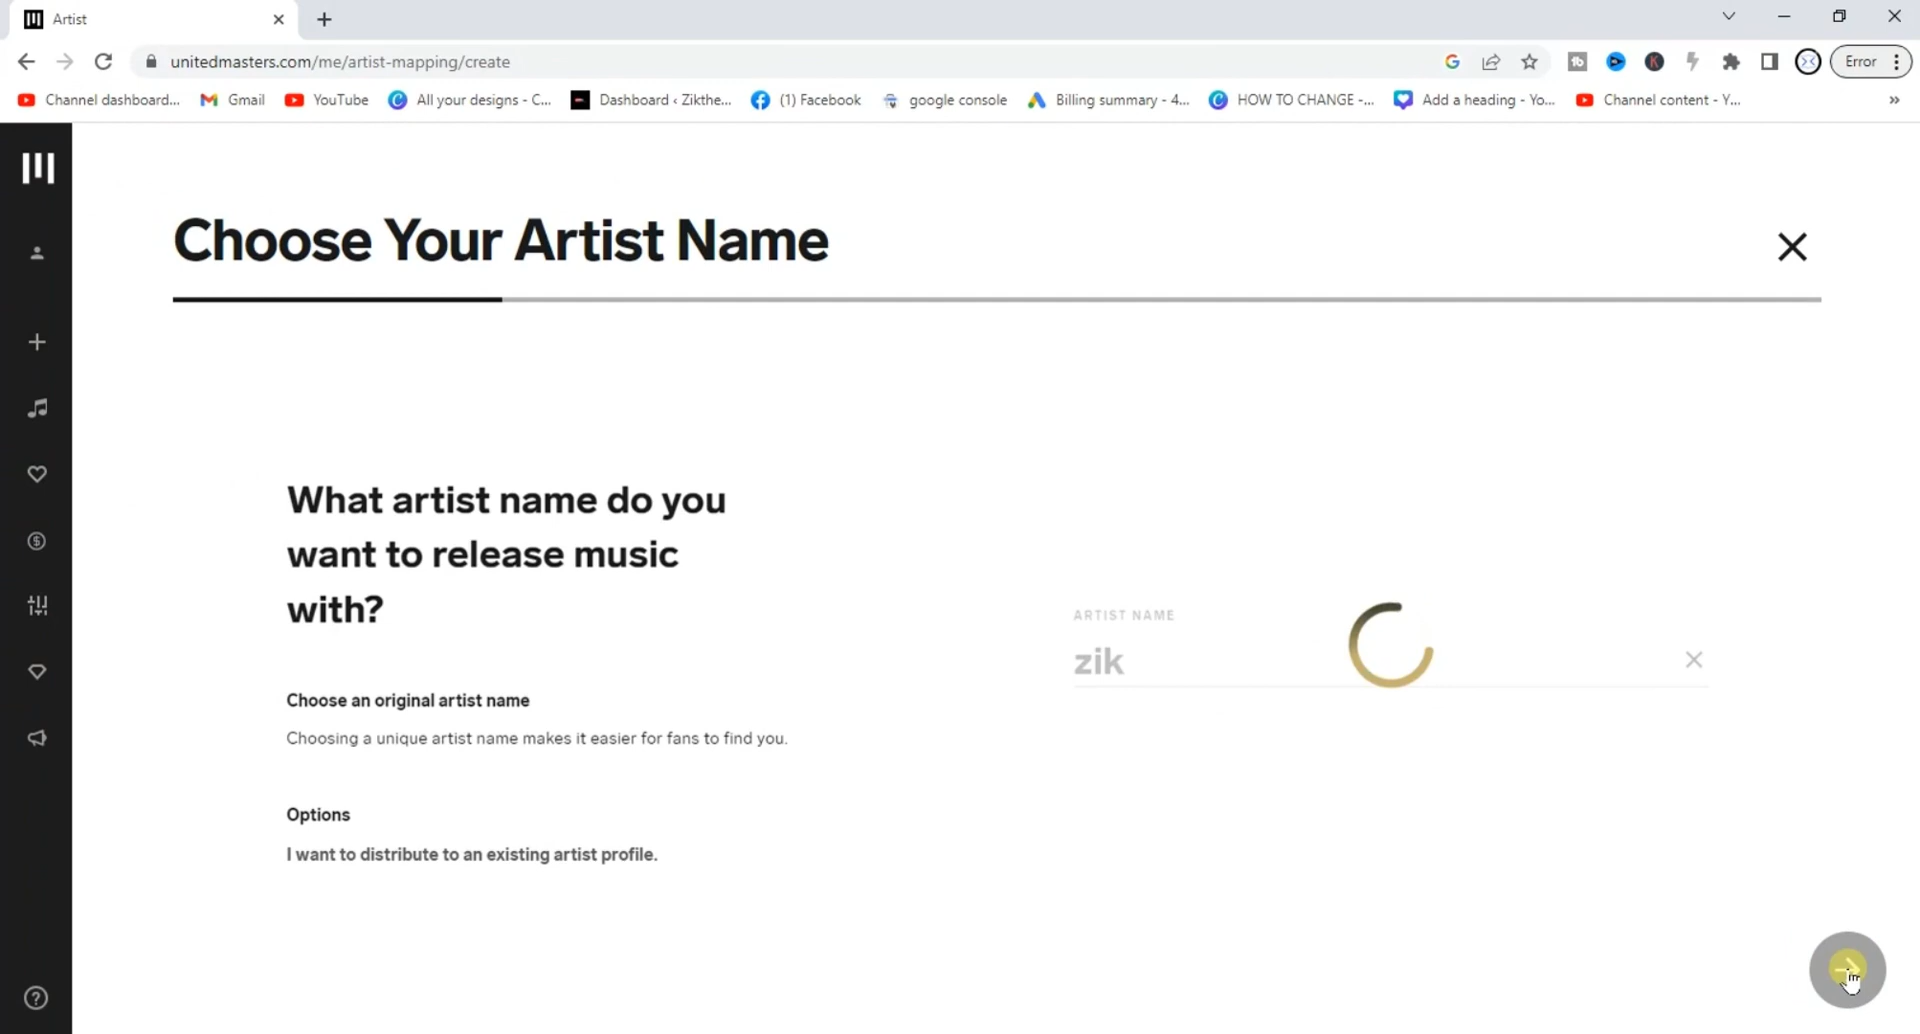 Artist
unitedmasters.com/me/artist-mapping/create
Error
Channel dashboard...
Gmail
YouTube
All your designs - C...
Dashboard ‹ Zikthe...
(1) Facebook
google console
Billing summary - 4...
HOW TO CHANGE -...
Add a heading - Yo...
Channel content - Y...
»
Choose Your Artist Name
What artist name do you
want to release music
with?
Choose an original artist name
Choosing a unique artist name makes it easier for fans to find you.
Options
I want to distribute to an existing artist profile.
ARTIST NAME
zik